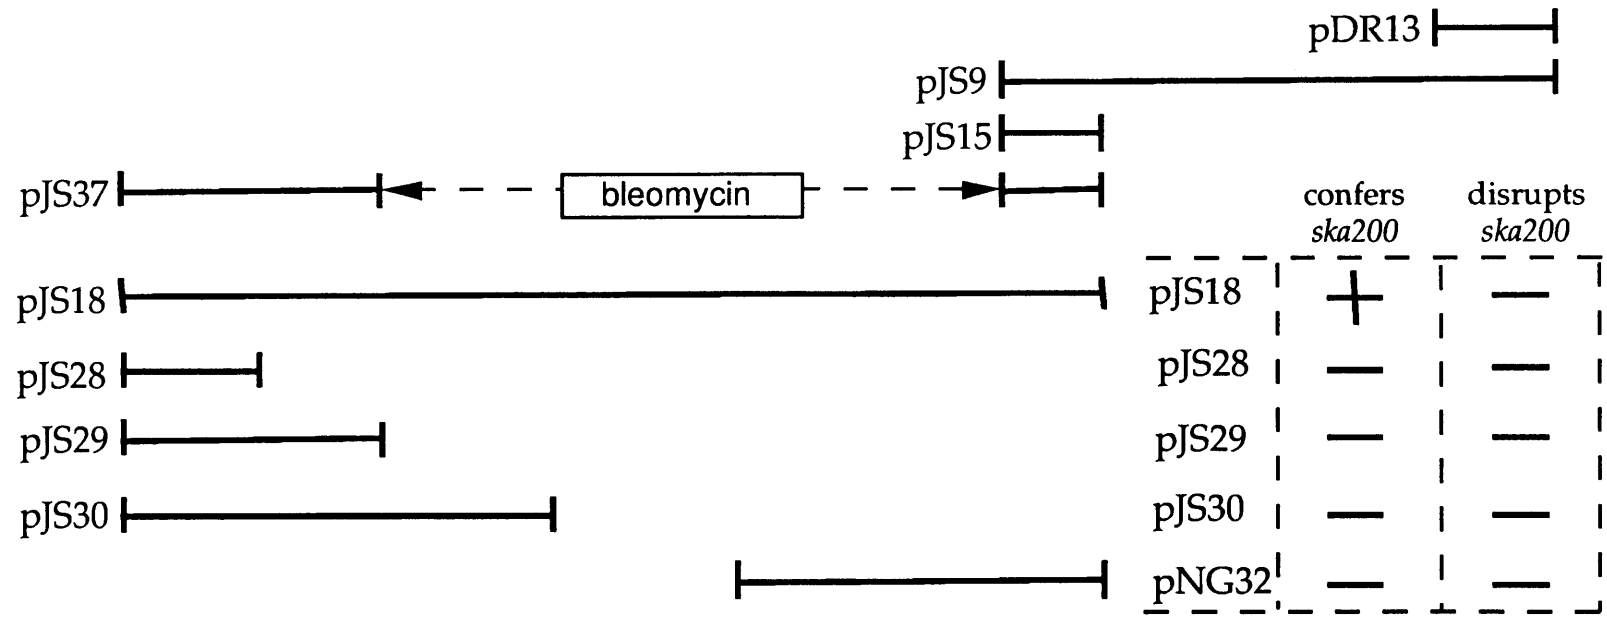 pDR13
pJS9
pJS15
pJS37
bleomycin
confers
ska200
disrupts
ska200
pJS18
pJS18
+
—
pJS28
pJS28
—
—
pJS29
pJS29
—
—
pJS30
pJS30
—
—
pNG32
—
—